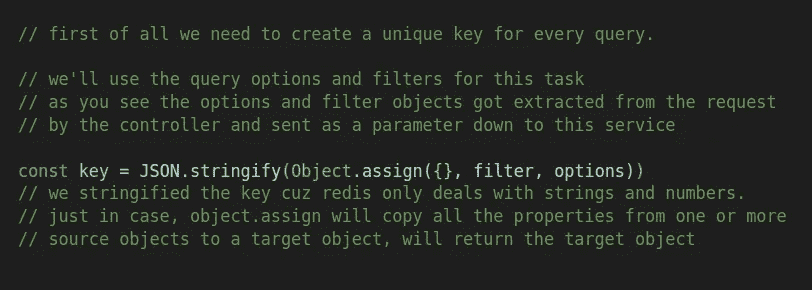 // first of all we need to create a unique key for every query.
// we'll use the query options and filters for this task
// as you see the options and filter objects got extracted from the request
// by the controller and sent as a parameter down to this service
const key = JSON.stringify(Object.assign({}, filter, options))
// we stringified the key cuz redis only deals with strings and numbers.
// just in case, object.assign will copy all the properties from one or more
// source objects to a target object, will return the target object